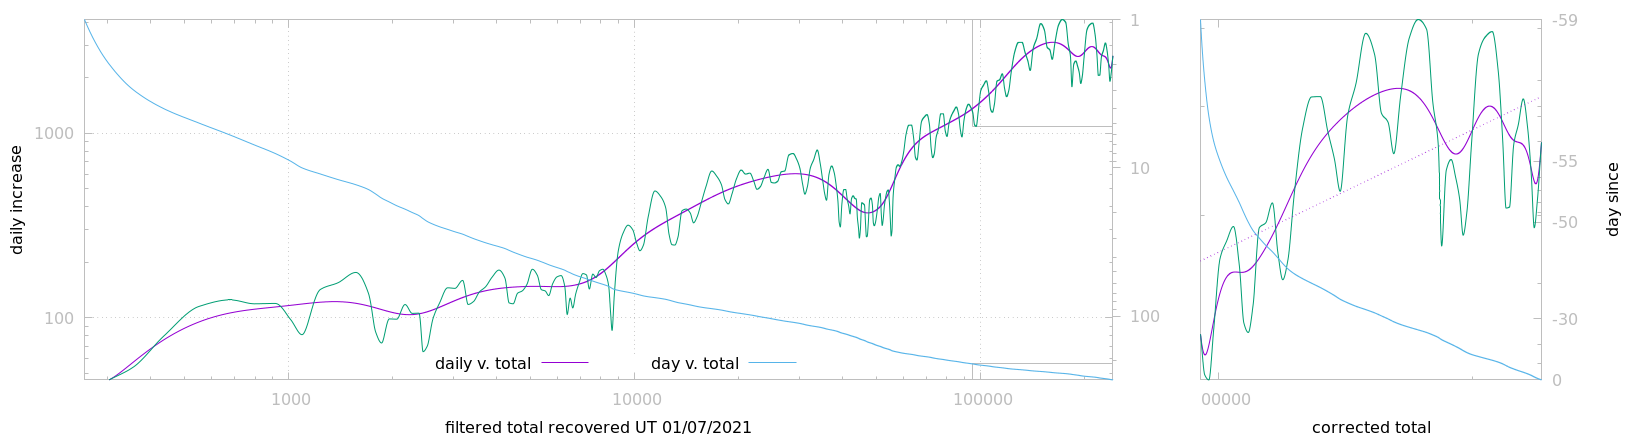 daily increase
1000
100
1000
10000
100000
filtered total recovered UT 01/07/2021
daily v. total
day v. total
1
10
100
00000
corrected total
-59
-55
-50
-30
0
day since